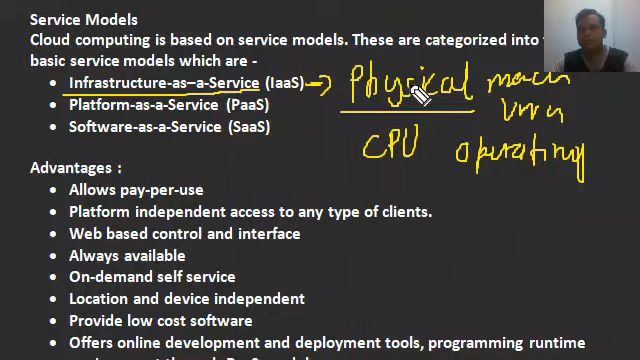 Service Models
Cloud computing is based on service models. These are categorized into
basic service models which are -
• Infrastructure-as–a-Service (IaaS) → Physical
• Platform-as-a-Service (PaaS)
• Software-as-a-Service (SaaS)
CPU operating
Advantages :
• Allows pay-per-use
• Platform independent access to any type of clients.
• Web based control and interface
• Always available
• On-demand self service
• Location and device independent
• Provide low cost software
• Offers online development and deployment tools, programming runtime